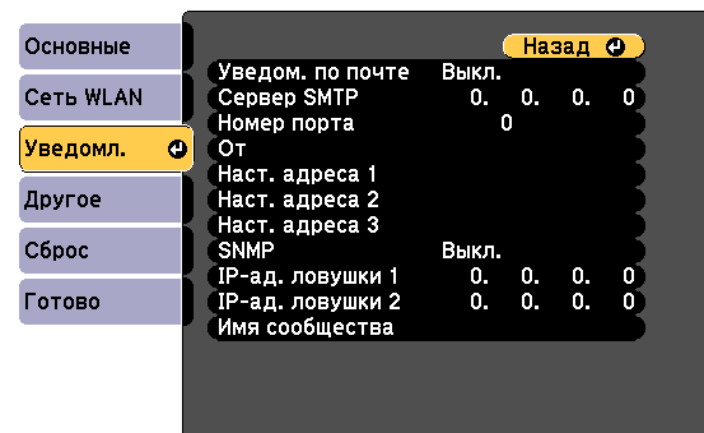 Основные
Сеть WLAN
Уведомл.
Другое
Сброс
Готово
Назад
Уведом. по почте Выкл.
Сервер SMTP 0. 0. 0. 0
Номер порта 0
От
Наст. адреса 1
Наст. адреса 2
Наст. адреса 3
SNMP Выкл.
IP-ад. ловушки 1 0. 0. 0. 0
IP-ад. ловушки 2 0. 0. 0. 0
Имя сообщества